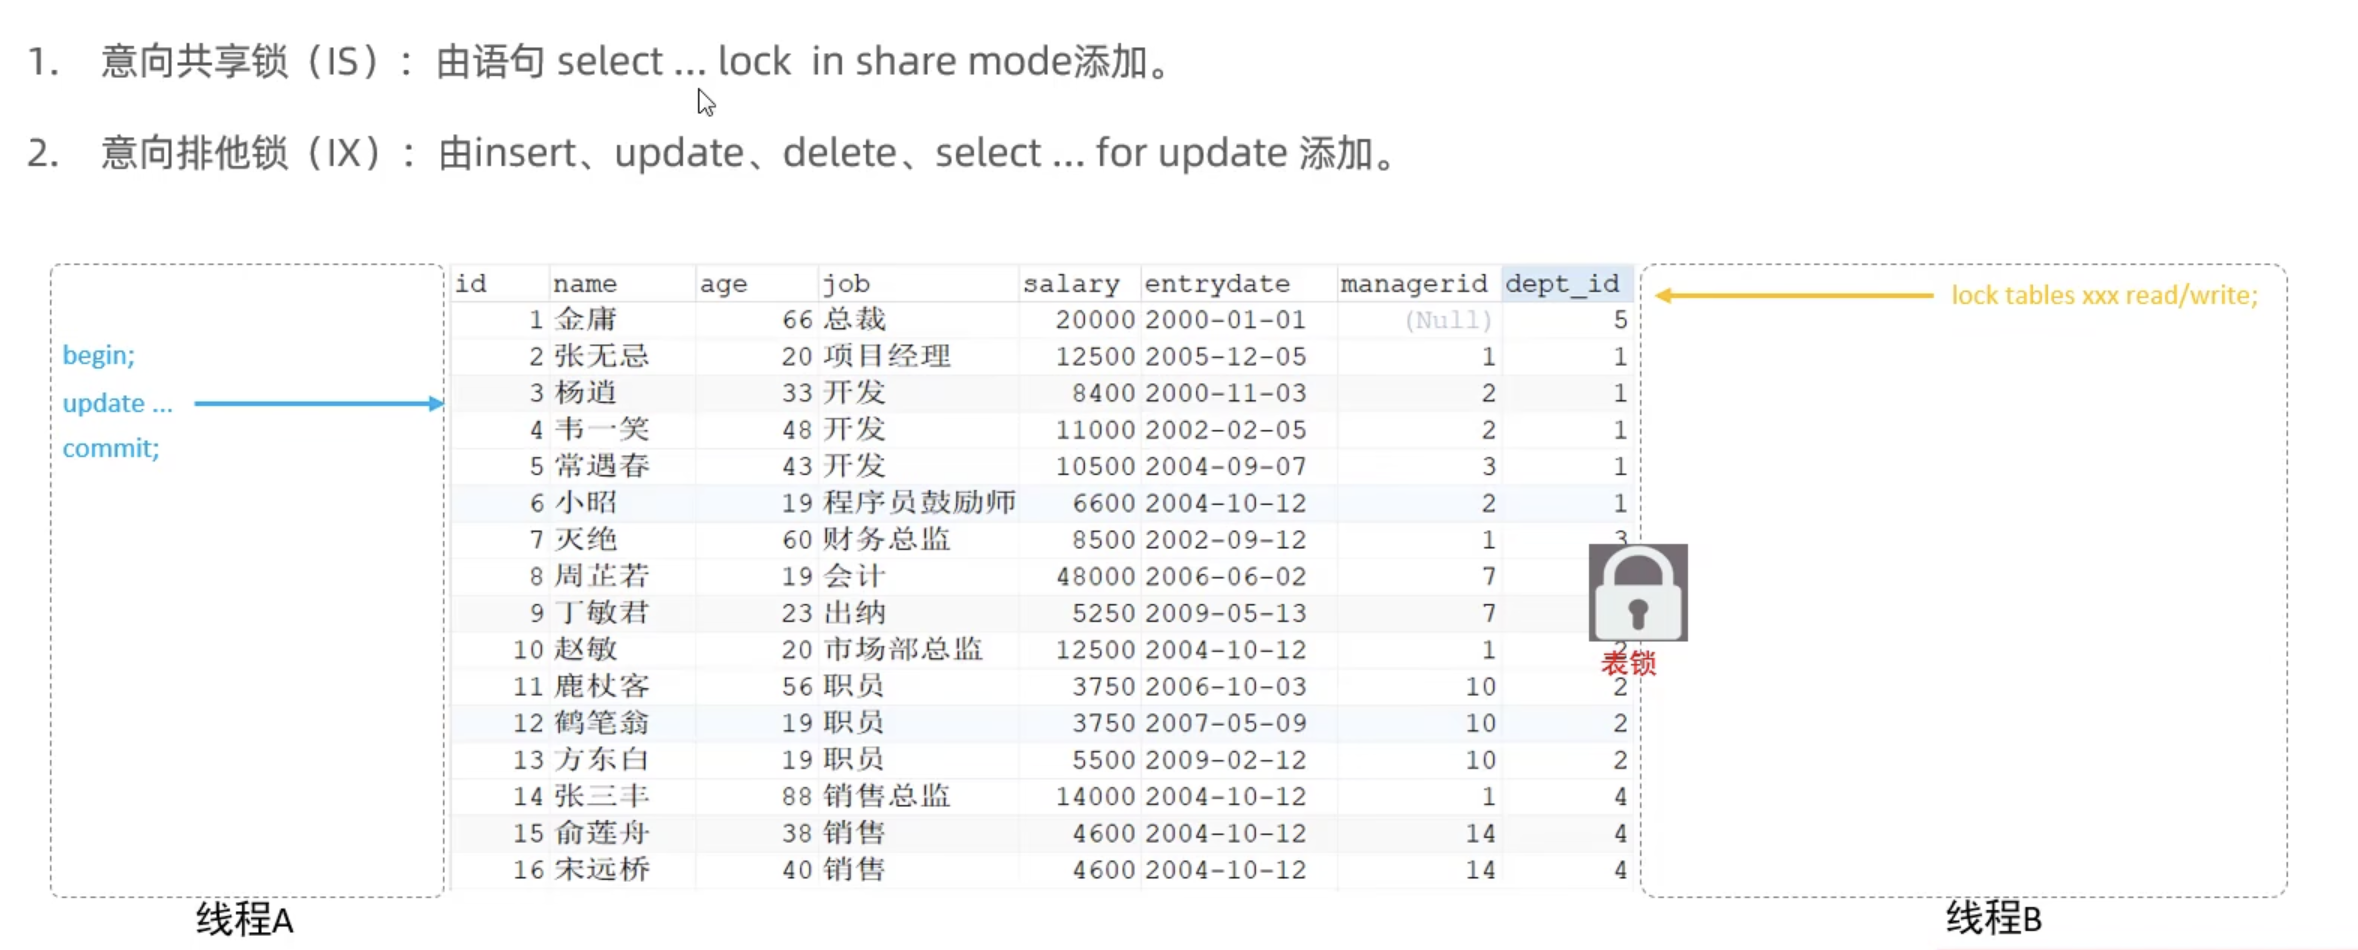 1. 意向共享锁（IS）：由语句 select ... lock in share mode添加。
2. 意向排他锁（IX）：由insert、update、delete、select ... for update 添加。
id name age job salary entrydate managerid dept_id
lock tables xxx read/write;
1 金庸 66 总裁 20000 2000-01-01 (Null) 5
begin;
2 张无忌 20 项目经理 12500 2005-12-05 1 1
update ...
3 杨逍 33 开发 8400 2000-11-03 2 1
commit;
4 韦一笑 48 开发 11000 2002-02-05 2 1
5 常遇春 43 开发 10500 2004-09-07 3 1
6 小昭 19 程序员鼓励师 6600 2004-10-12 2 1
7 灭绝 60 财务总监 8500 2002-09-12 1 3
8 周芷若 19 会计 48000 2006-06-02 7
9 丁敏君 23 出纳 5250 2009-05-13 7
10 赵敏 20 市场部总监 12500 2004-10-12 1 2
表锁
11 鹿杖客 56 职员 3750 2006-10-03 10 2
12 鹤笔翁 19 职员 3750 2007-05-09 10 2
13 方东白 19 职员 5500 2009-02-12 10 2
14 张三丰 88 销售总监 14000 2004-10-12 1 4
15 俞莲舟 38 销售 4600 2004-10-12 14 4
16 宋远桥 40 销售 4600 2004-10-12 14 4
线程A
线程B